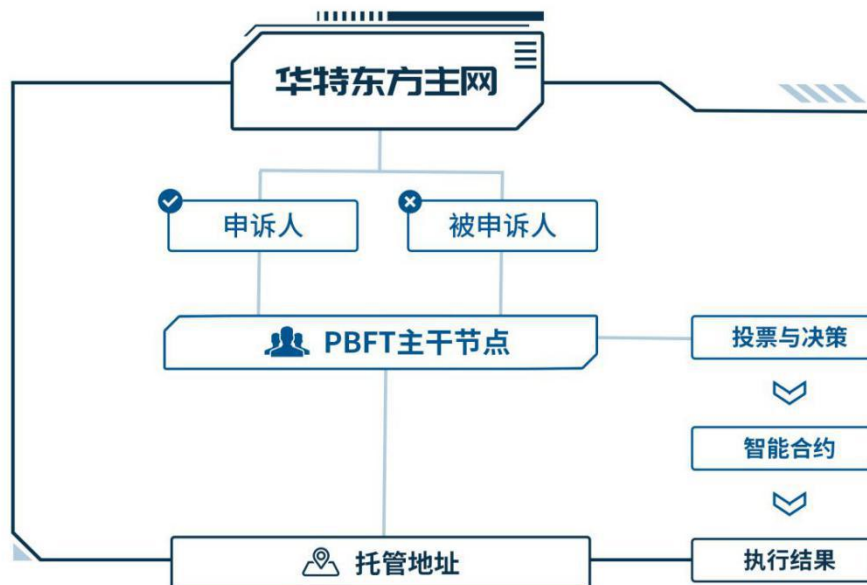 华特东方主网
申诉人
被申诉人
PBFT主干节点
投票与决策
智能合约
托管地址
执行结果